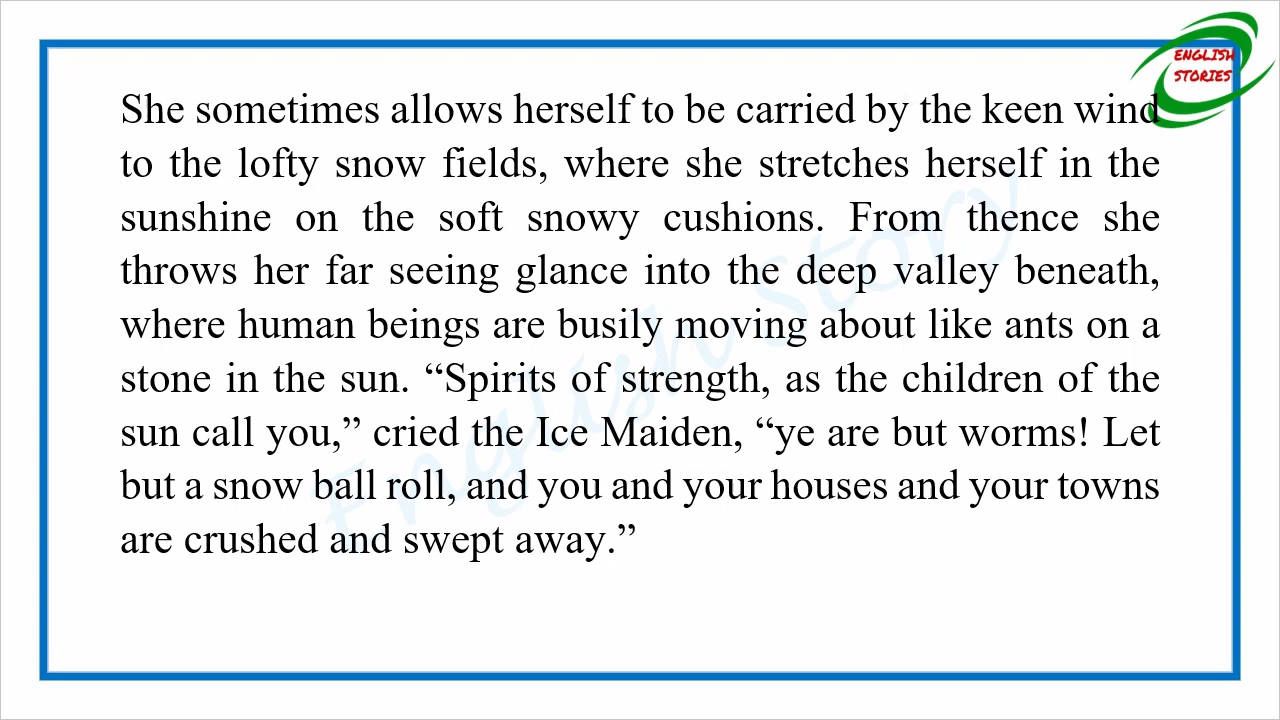 ENGLISH
STORIES
She sometimes allows herself to be carried by the keen wind
to the lofty snow fields, where she stretches herself in the
sunshine on the soft snowy cushions. From thence she
throws her far seeing glance into the deep valley beneath,
where human beings are busily moving about like ants on a
stone in the sun. “Spirits of strength, as the children of the
sun call you,” cried the Ice Maiden, “ye are but worms! Let
but a snow ball roll, and you and your houses and your towns
are crushed and swept away.”
English Story